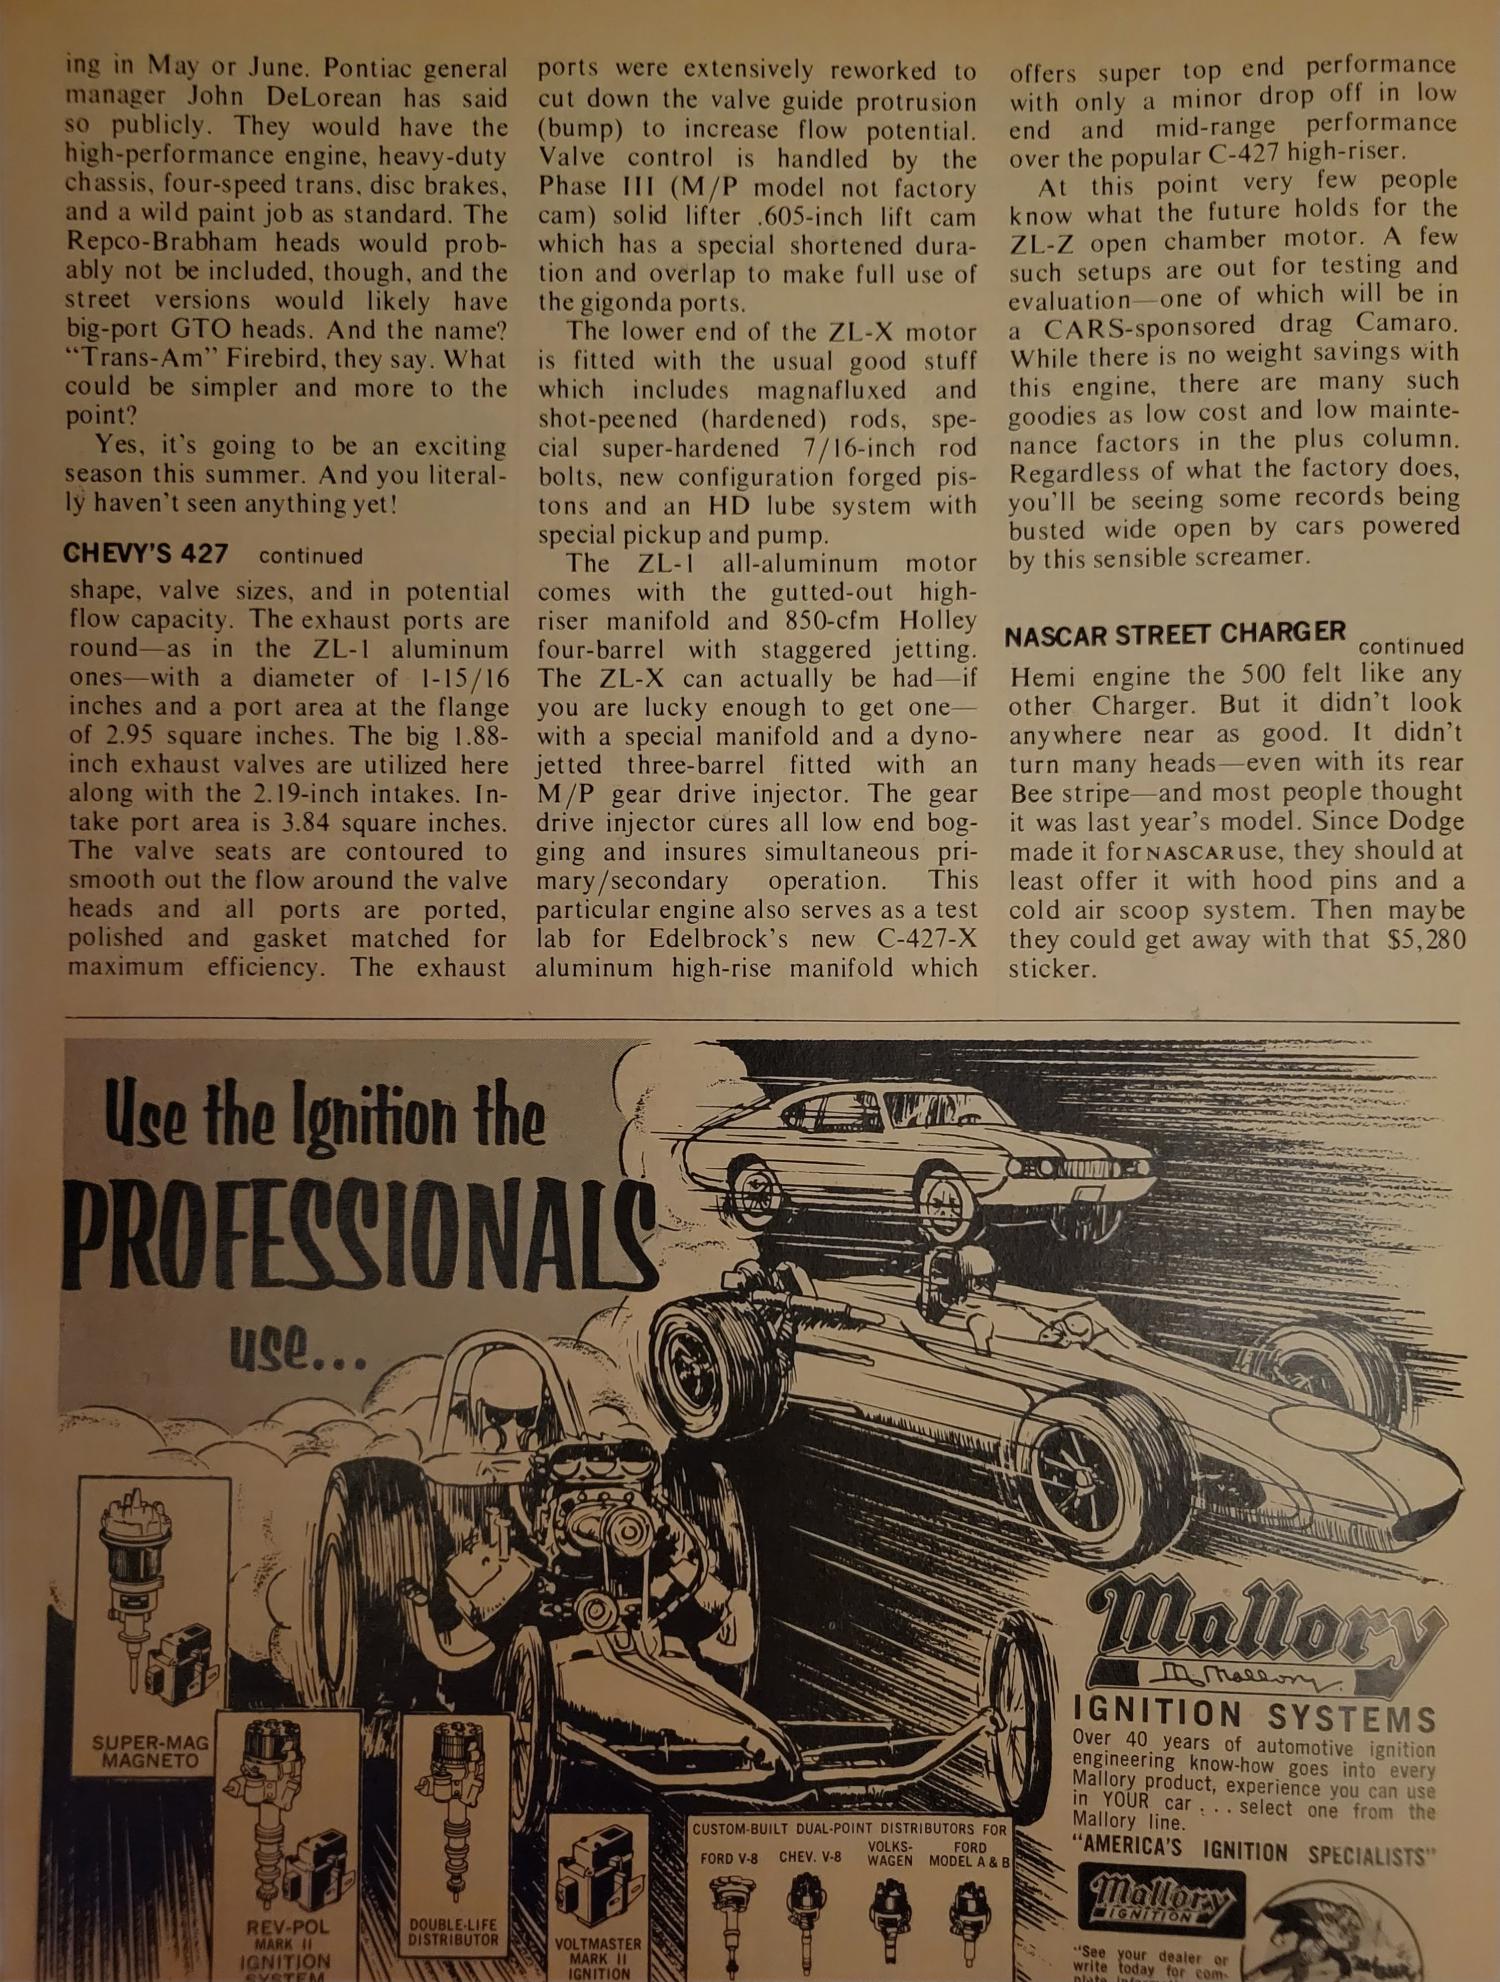 ing in May or June. Pontiac general
manager John DeLorean has said
so publicly. They would have the
high-performance engine, heavy-duty
chassis, four-speed trans, disc brakes,
and a wild paint job as standard. The
Repco-Brabham heads would prob-
ably not be included, though, and the
street versions would likely have
big-port GTO heads. And the name?
“Trans-Am” Firebird, they say. What
could be simpler and more to the
point?
Yes, it's going to be an exciting
season this summer. And you literal-
ly haven't seen anything yet!
CHEVY'S 427 continued
shape, valve sizes, and in potential
flow capacity. The exhaust ports are
round—as in the ZL-1 aluminum
ones—with a diameter of 1-15/16
inches and a port area at the flange
of 2.95 square inches. The big 1.88-
inch exhaust valves are utilized here
along with the 2.19-inch intakes. In-
take port area is 3.84 square inches.
The valve seats are contoured to
smooth out the flow around the valve
heads and all ports are ported,
polished and gasket matched for
maximum efficiency. The exhaust
ports were extensively reworked to
cut down the valve guide protrusion
(bump) to increase flow potential.
Valve control is handled by the
Phase III (M/P model not factory
cam) solid lifter .605-inch lift cam
which has a special shortened dura-
tion and overlap to make full use of
the gigonda ports.
The lower end of the ZL-X motor
is fitted with the usual good stuff
which includes magnafluxed and
shot-peened (hardened) rods, spe-
cial super-hardened 7/16-inch rod
bolts, new configuration forged pis-
tons and an HD lube system with
special pickup and pump.
The ZL-1 all-aluminum motor
comes with the gutted-out high-
riser manifold and 850-cfm Holley
four-barrel with staggered jetting.
The ZL-X can actually be had—if
you are lucky enough to get one—
with a special manifold and a dyno-
jetted three-barrel fitted with an
M/P gear drive injector. The gear
drive injector cures all low end bog-
ging and insures simultaneous pri-
mary/secondary operation. This
particular engine also serves as a test
lab for Edelbrock's new C-427-X
aluminum high-rise manifold which
offers super top end performance
with only a minor drop off in low
end and mid-range performance
over the popular C-427 high-riser.
At this point very few people
know what the future holds for the
ZL-Z open chamber motor. A few
such setups are out for testing and
evaluation—one of which will be in
a CARS-sponsored drag Camaro.
While there is no weight savings with
this engine, there are many such
goodies as low cost and low mainte-
nance factors in the plus column.
Regardless of what the factory does,
you'll be seeing some records being
busted wide open by cars powered
by this sensible screamer.
NASCAR STREET CHARGER continued
Hemi engine the 500 felt like any
other Charger. But it didn't look
anywhere near as good. It didn't
turn many heads—even with its rear
Bee stripe—and most people thought
it was last year's model. Since Dodge
made it for NASCAR use, they should at
least offer it with hood pins and a
cold air scoop system. Then maybe
they could get away with that $5,280
sticker.
Use the Ignition the
PROFESSIONALS
use...
SUPER-MAG
MAGNETO
REV-POL
MARK II
IGNITION
SYSTEM
DOUBLE-LIFE
DISTRIBUTOR
VOLTMASTER
MARK II
IGNITION
CUSTOM-BUILT DUAL-POINT DISTRIBUTORS FOR
FORD V-8
CHEV. V-8
VOLKS-
WAGEN
FORD
MODEL A & B
Mallory
M. Mallory
IGNITION SYSTEMS
Over 40 years of automotive ignition
engineering know-how goes into every
Mallory product, experience you can use
in YOUR car . . . select one from the
Mallory line.
“AMERICA'S IGNITION SPECIALISTS”
Mallory
IGNITION
“See your dealer or
write today for com-